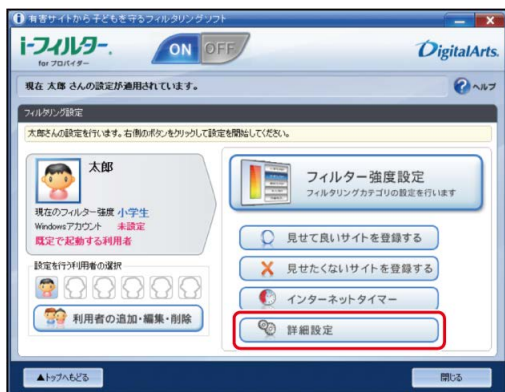 有害サイトから子どもを守るフィルタリングソフト
i-フィルター®
for プロバイダー
ON OFF
DigitalArts®
現在 太郎 さんの設定が適用されています。
ヘルプ
フィルタリング設定
太郎さんの設定を行います。右側のボタンをクリックして設定を開始してください。
太郎
現在のフィルター強度 小学生
Windowsアカウント 未設定
既定で起動する利用者
設定を行う利用者の選択
利用者の追加・編集・削除
フィルター強度設定
フィルタリングカテゴリの設定を行います
見せて良いサイトを登録する
見せたくないサイトを登録する
インターネットタイマー
詳細設定
▲トップへもどる
閉じる